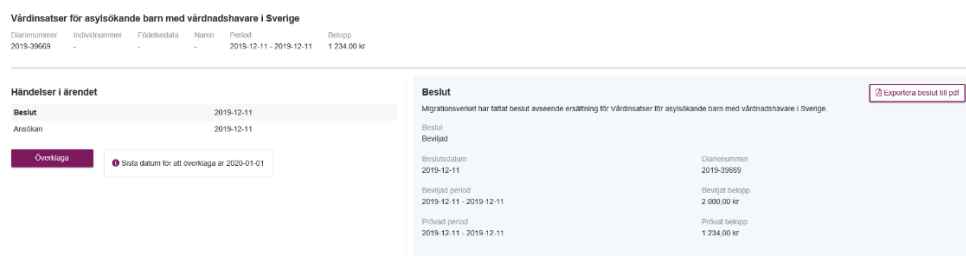 Vårdinsatser för asylsökande barn med vårdnadshavare i Sverige
Diarienummer Individnummer Födelsedata Namn Period Belopp
2019-39669 - - - 2019-12-11 - 2019-12-11 1 234,00 kr
Händelser i ärendet
Beslut 2019-12-11
Ansökan 2019-12-11
Överklaga
Sista datum för att överklaga är 2020-01-01
Beslut
Exportera beslut till pdf
Migrationsverket har fattat beslut avseende ersättning för Vårdinsatser för asylsökande barn med vårdnadshavare i Sverige.
Beslut
Beviljad
Beslutsdatum Diarienummer
2019-12-11 2019-39669
Beviljad period Beviljat belopp
2019-12-11 - 2019-12-11 2 000,00 kr
Prövad period Prövat belopp
2019-12-11 - 2019-12-11 1 234,00 kr